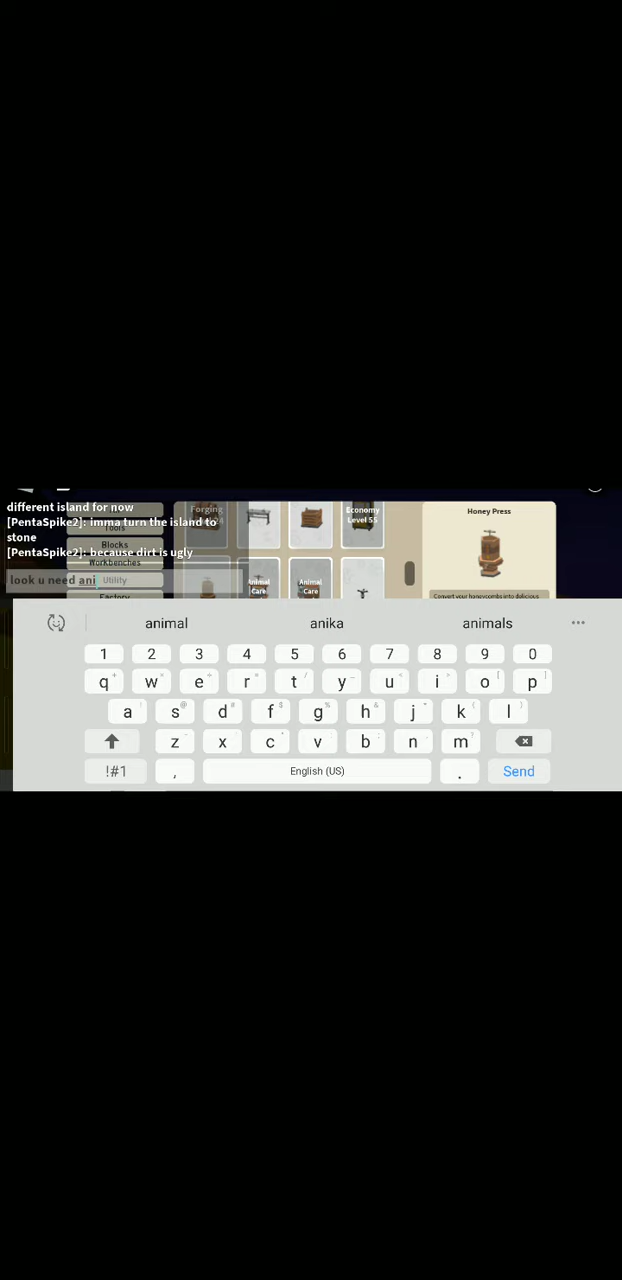 different island for now
[PentaSpike2]: imma turn the island to
stone
[PentaSpike2]: because dirt is ugly
look u need ani
Tools
Blocks
Workbenches
Utility
Factory
Forging
Economy
Level 55
Animal
Care
Animal
Care
Honey Press
Convert your honeycombs into delicious
animal anika animals •••
1 2 3 4 5 6 7 8 9 0
q w e r t y u i o p
a s d f g h j k l
z x c v b n m
!#1 , English (US) . Send